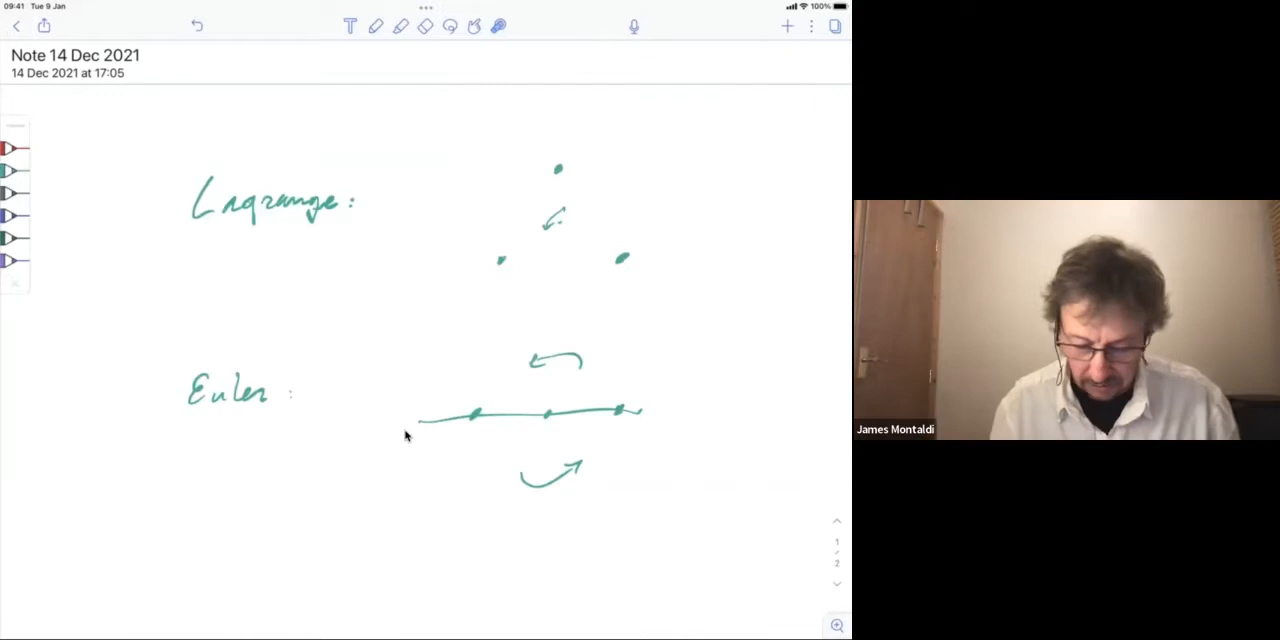 09:41 Tue 9 Jan
100%
Note 14 Dec 2021
14 Dec 2021 at 17:05
Lagrange:
Euler:
James Montaldi
1
2